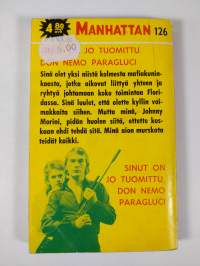 4 80
MANHATTAN 126
JO TUOMITTU
DON NEMO PARAGLUCI
Sinä olet yksi niistä kolmesta mafiakunin-
kaasta, jotka aikovat liittyä yhteen ja
ryhtyä johtamaan koko toimintaa Flori-
dassa. Sinä luulet, että olette kyllin voi-
makkaita siihen. Mutta minä, Johnny
Morini, pidän huolen siitä, ettette kos-
kaan ehdi tehdä sitä. Minä aion murskata
teidät kaikki.
SINUT ON
JO TUOMITTU,
DON NEMO
PARAGLUCI